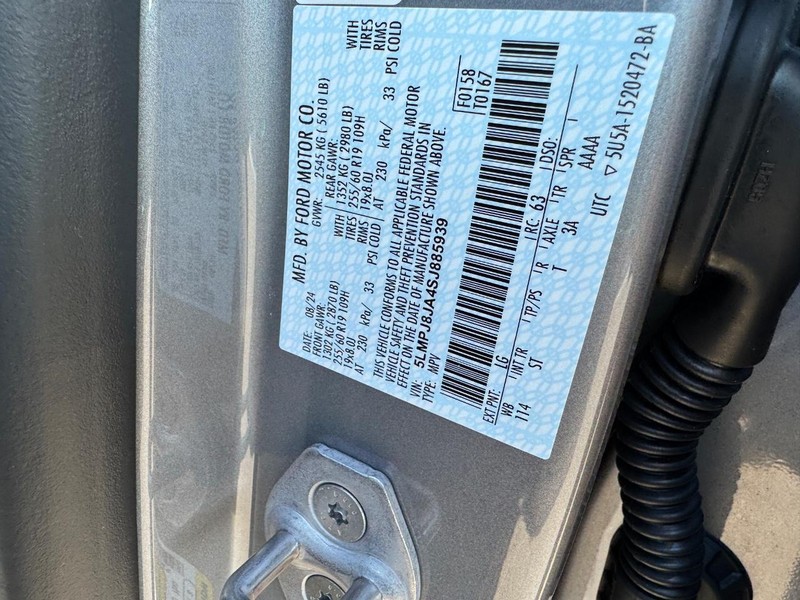 MFD. BY FORD MOTOR CO.
DATE: 08/24 GVWR: 2545 KG ( 5610 LB)
FRONT GAWR: REAR GAWR:
1302 KG ( 2870 LB) WITH 1352 KG ( 2980 LB) WITH
255/60 R19 109H TIRES 255/60 R19 109H TIRES
19x8.0J RIMS 19x8.0J RIMS
AT 230 kPa/ 33 PSI COLD AT 230 kPa/ 33 PSI COLD
THIS VEHICLE CONFORMS TO ALL APPLICABLE FEDERAL MOTOR
VEHICLE SAFETY AND THEFT PREVENTION STANDARDS IN
EFFECT ON THE DATE OF MANUFACTURE SHOWN ABOVE.
VIN: 5LMPJ8JA4SJ885939
TYPE: MPV
F0158
T0167
EXT PNT: LG RC: 63 DSO:
WB INT TR TP/PS R AXLE TR SPR
114 ST T 3A AAAA
UTC ▽ 5U5A-1520472-BA